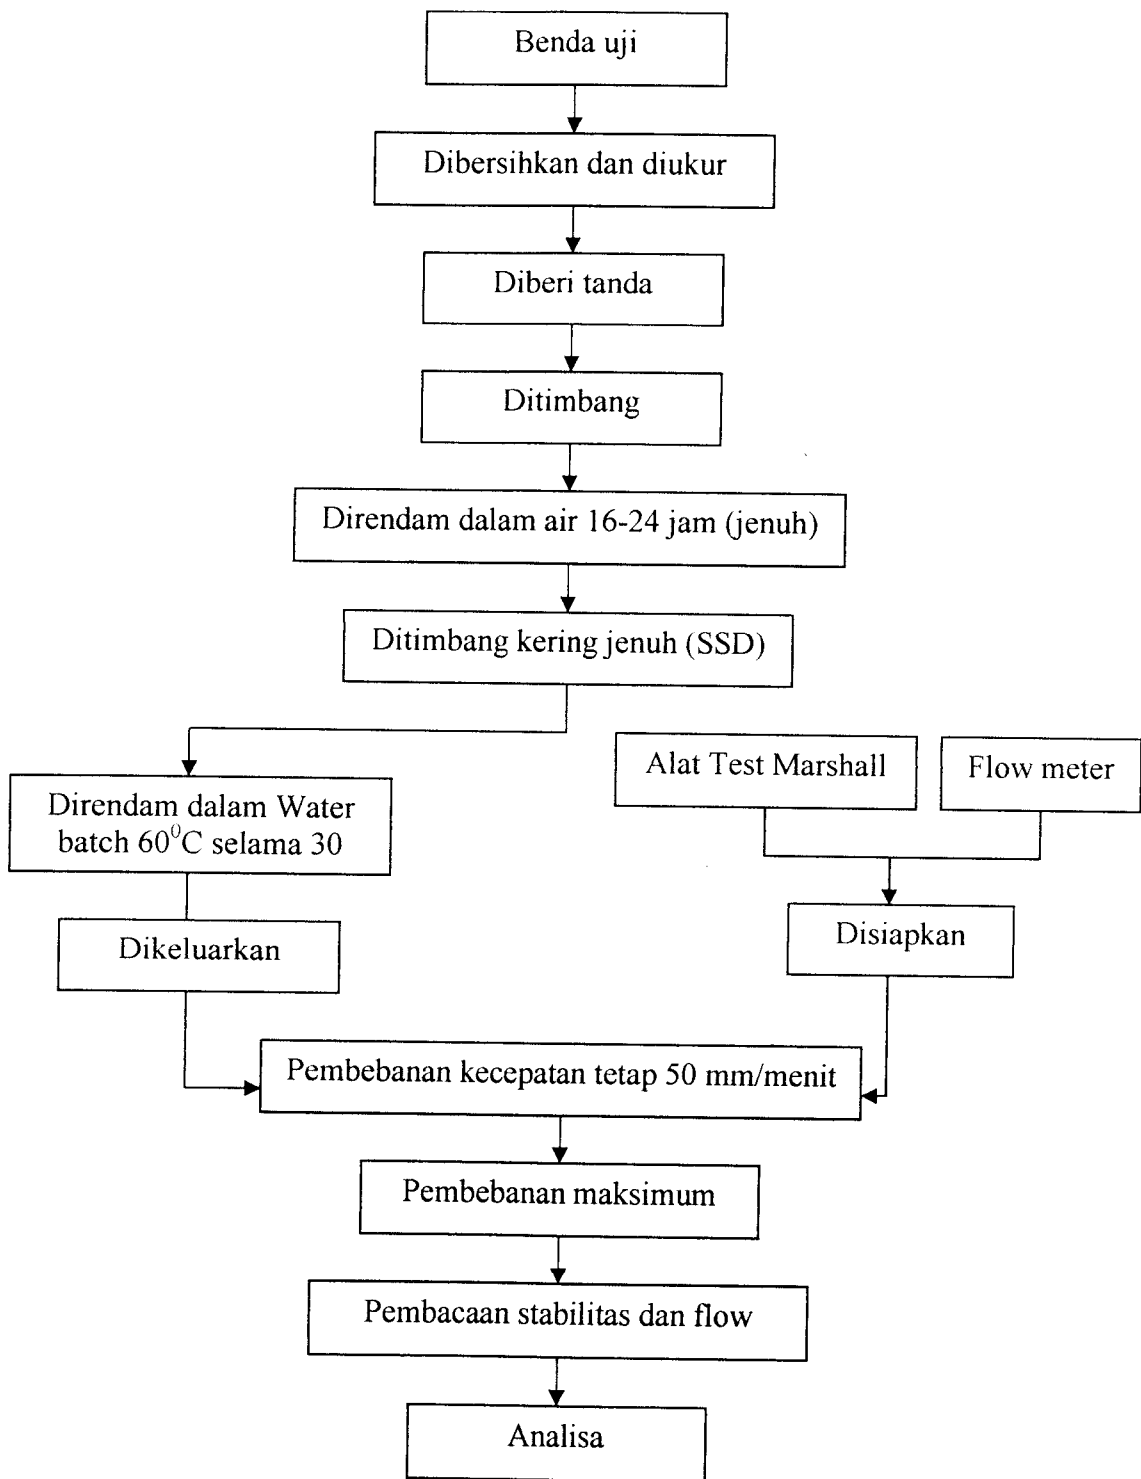 Benda uji
Dibersihkan dan diukur
Diberi tanda
Ditimbang
Direndam dalam air 16-24 jam (jenuh)
Ditimbang kering jenuh (SSD)
Alat Test Marshall
Flow meter
Direndam dalam Water
batch 60⁰C selama 30
Dikeluarkan
Disiapkan
Pembebanan kecepatan tetap 50 mm/menit
Pembebanan maksimum
Pembacaan stabilitas dan flow
Analisa